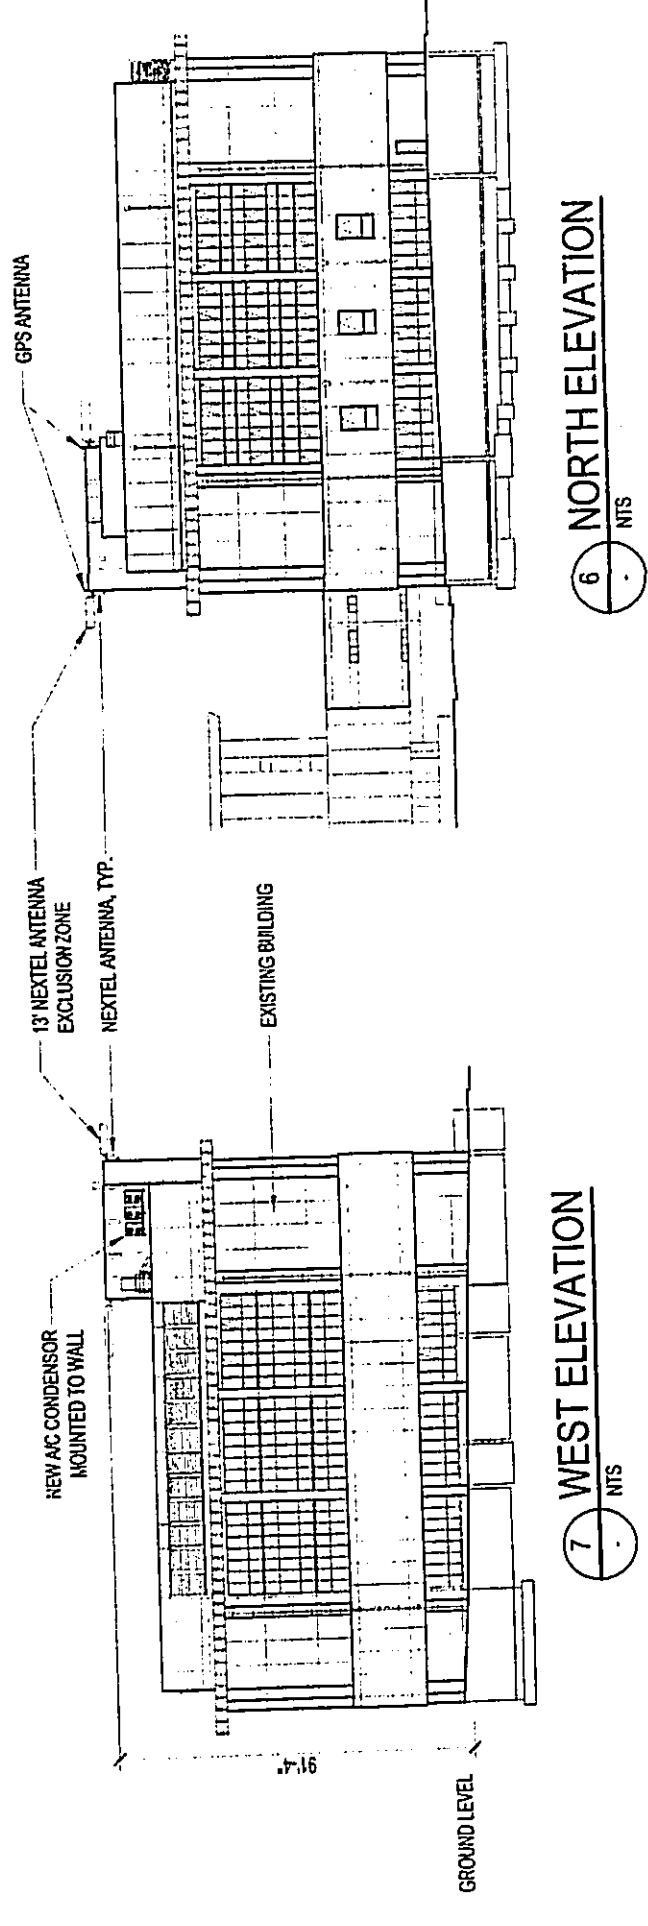 NEW A/C CONDENSOR
MOUNTED TO WALL
13' NEXTEL ANTENNA
EXCLUSION ZONE
NEXTEL ANTENNA, TYP.
GPS ANTENNA
EXISTING BUILDING
91'-4"
GROUND LEVEL
7
-
WEST ELEVATION
NTS
6
-
NORTH ELEVATION
NTS